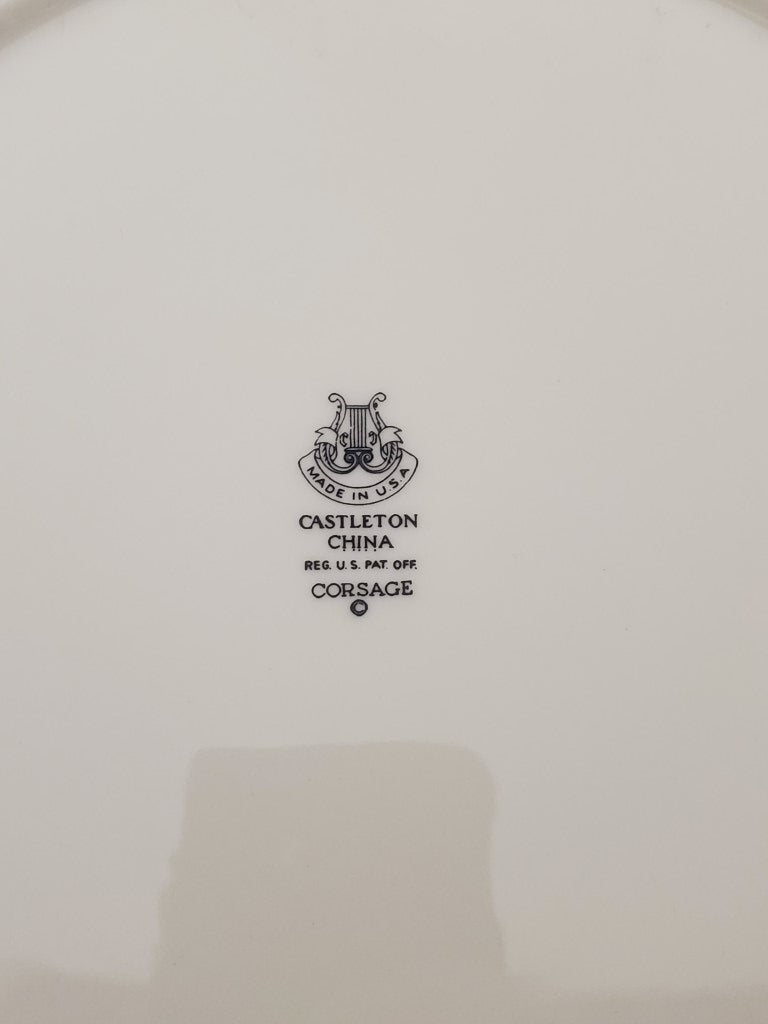 MADE IN U.S.A
CASTLETON
CHINA
REG. U.S. PAT. OFF.
CORSAGE
©